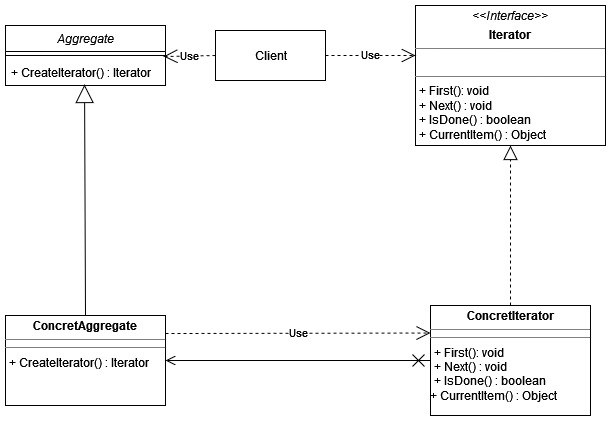 Aggregate
+ CreateIterator() : Iterator
Use
Client
Use
<<Interface>>
Iterator
+ First(): void
+ Next() : void
+ IsDone() : boolean
+ CurrentItem() : Object
ConcretAggregate
+ CreateIterator() : Iterator
Use
ConcretIterator
+ First(): void
+ Next() : void
+ IsDone() : boolean
+ CurrentItem() : Object